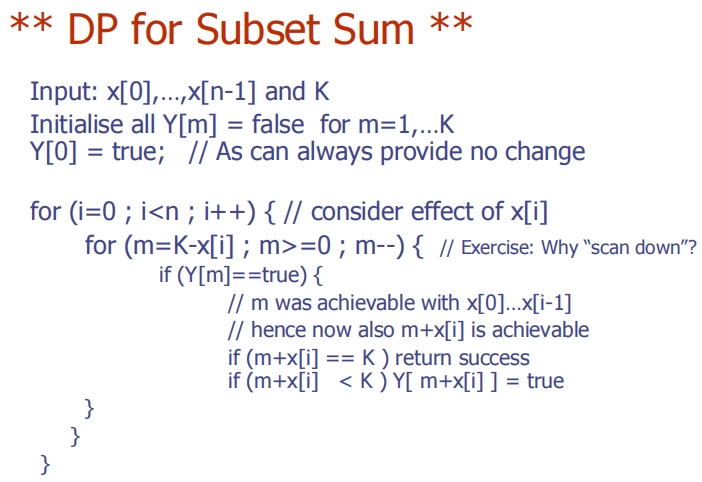 ** DP for Subset Sum **
Input: x[0],…,x[n-1] and K
Initialise all Y[m] = false for m=1,…K
Y[0] = true; // As can always provide no change
for (i=0 ; i<n ; i++) { // consider effect of x[i]
for (m=K-x[i] ; m>=0 ; m--) { // Exercise: Why “scan down”?
if (Y[m]==true) {
// m was achievable with x[0]…x[i-1]
// hence now also m+x[i] is achievable
if (m+x[i] == K ) return success
if (m+x[i] < K ) Y[ m+x[i] ] = true
}
}
}